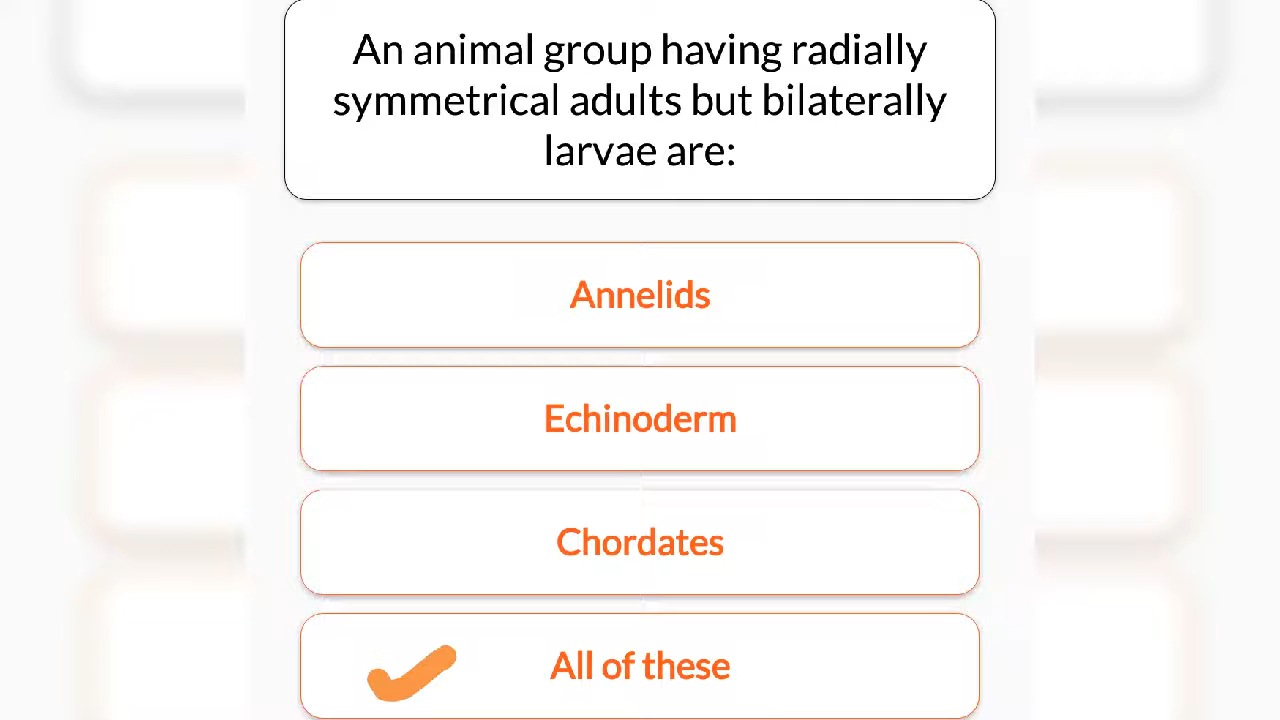 An animal group having radially
symmetrical adults but bilaterally
larvae are:
Annelids
Echinoderm
Chordates
All of these